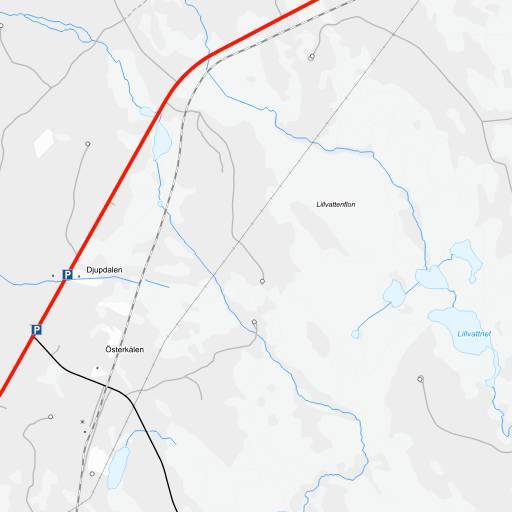 Lillvattenflon
P
Djupdalen
P
Lillvattnet
Österkälen